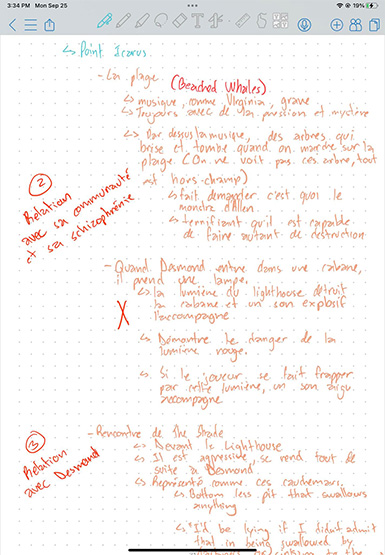 3:34 PM Mon Sep 25
19%
↳ Point Icarus
- La plage (Beached Whales)
↳ musique, comme Virginia, grave
↳ Toujours avec de la pression et mystère
↳ Par dessus la musique, des arbres qui
brise et tombe quand on marche sur la
plage. (On ne voit pas ces arbres, tout
est hors-champ)
↳ fait demander c'est quoi le
monstre d'Allen
↳ terrifiant qu'il est capable
de faire autant de destruction
2
Relation
avec sa communauté
et sa schizophrénie
- Quand Desmond entre dans une cabane,
il prend une lampe.
↳ la lumière du lighthouse détruit
la cabane et un son explosif
l'accompagne
X
↳ Démontre le danger de la
lumière rouge.
↳ Si le joueur se fait frapper
par cette lumière, un son aigu
accompagne
3
Relation
avec Desmond
- Rencontre de The Shade
↳ Devant le Lighthouse
↳ Il est aggressif, se rend tout de
suite à Desmond
↳ Représenté comme ces cauchemars.
↳ Bottom less pit that swallows
anything
↳ "I'd be lying if I didn't admit
that in being swallowed by